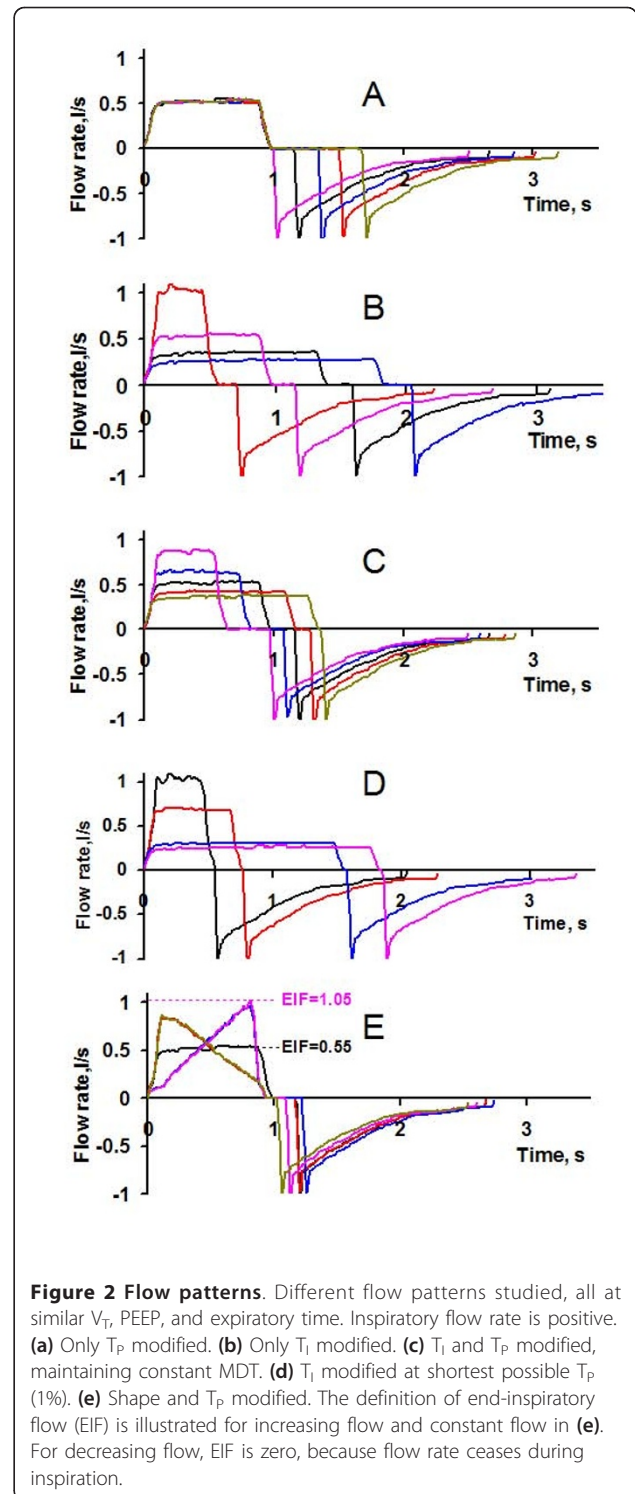 A
Flow rate,l/s
1
0.5
0
-0.5
-1
0
1
2
3
Time, s
B
Flow rate,l/s
1
0.5
0
-0.5
-1
0
1
2
3
Time, s
C
Flow rate,l/s
1
0.5
0
-0.5
-1
0
1
2
3
Time, s
D
Flow rate,l/s
1
0.5
0
-0.5
-1
0
1
2
3
Time, s
E
EIF=1.05
EIF=0.55
Flow rate,l/s
1
0.5
0
-0.5
-1
0
1
2
3
Time, s
Figure 2 Flow patterns. Different flow patterns studied, all at
similar VT, PEEP, and expiratory time. Inspiratory flow rate is positive.
(a) Only TP modified. (b) Only TI modified. (c) TI and TP modified,
maintaining constant MDT. (d) TI modified at shortest possible TP
(1%). (e) Shape and TP modified. The definition of end-inspiratory
flow (EIF) is illustrated for increasing flow and constant flow in (e).
For decreasing flow, EIF is zero, because flow rate ceases during
inspiration.